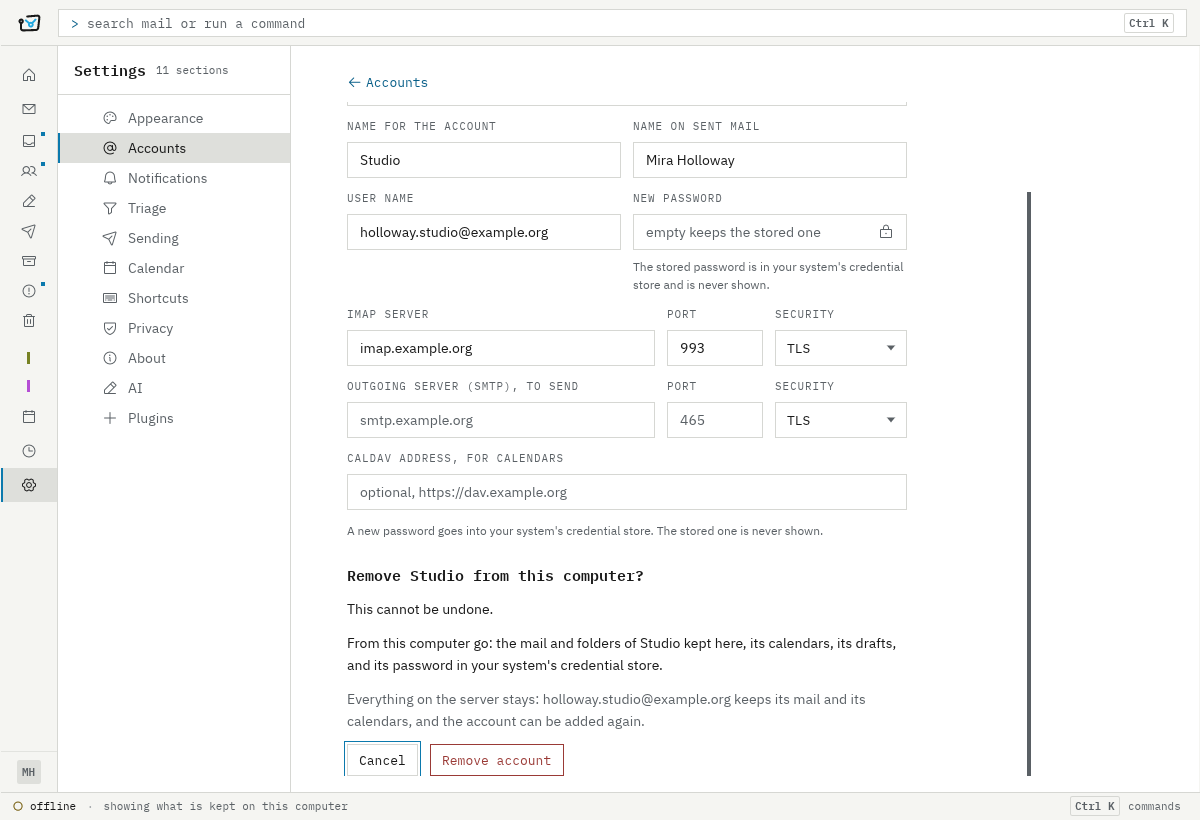 > search mail or run a command
Ctrl K
Settings 11 sections
Appearance
Accounts
Notifications
Triage
Sending
Calendar
Shortcuts
Privacy
About
AI
Plugins
MH
← Accounts
NAME FOR THE ACCOUNT
NAME ON SENT MAIL
Studio
Mira Holloway
USER NAME
NEW PASSWORD
holloway.studio@example.org
empty keeps the stored one
The stored password is in your system's credential
store and is never shown.
IMAP SERVER
PORT
SECURITY
imap.example.org
993
TLS
OUTGOING SERVER (SMTP), TO SEND
PORT
SECURITY
smtp.example.org
465
TLS
CALDAV ADDRESS, FOR CALENDARS
optional, https://dav.example.org
A new password goes into your system's credential store. The stored one is never shown.
Remove Studio from this computer?
This cannot be undone.
From this computer go: the mail and folders of Studio kept here, its calendars, its drafts,
and its password in your system's credential store.
Everything on the server stays: holloway.studio@example.org keeps its mail and its
calendars, and the account can be added again.
Cancel
Remove account
offline · showing what is kept on this computer
Ctrl K commands